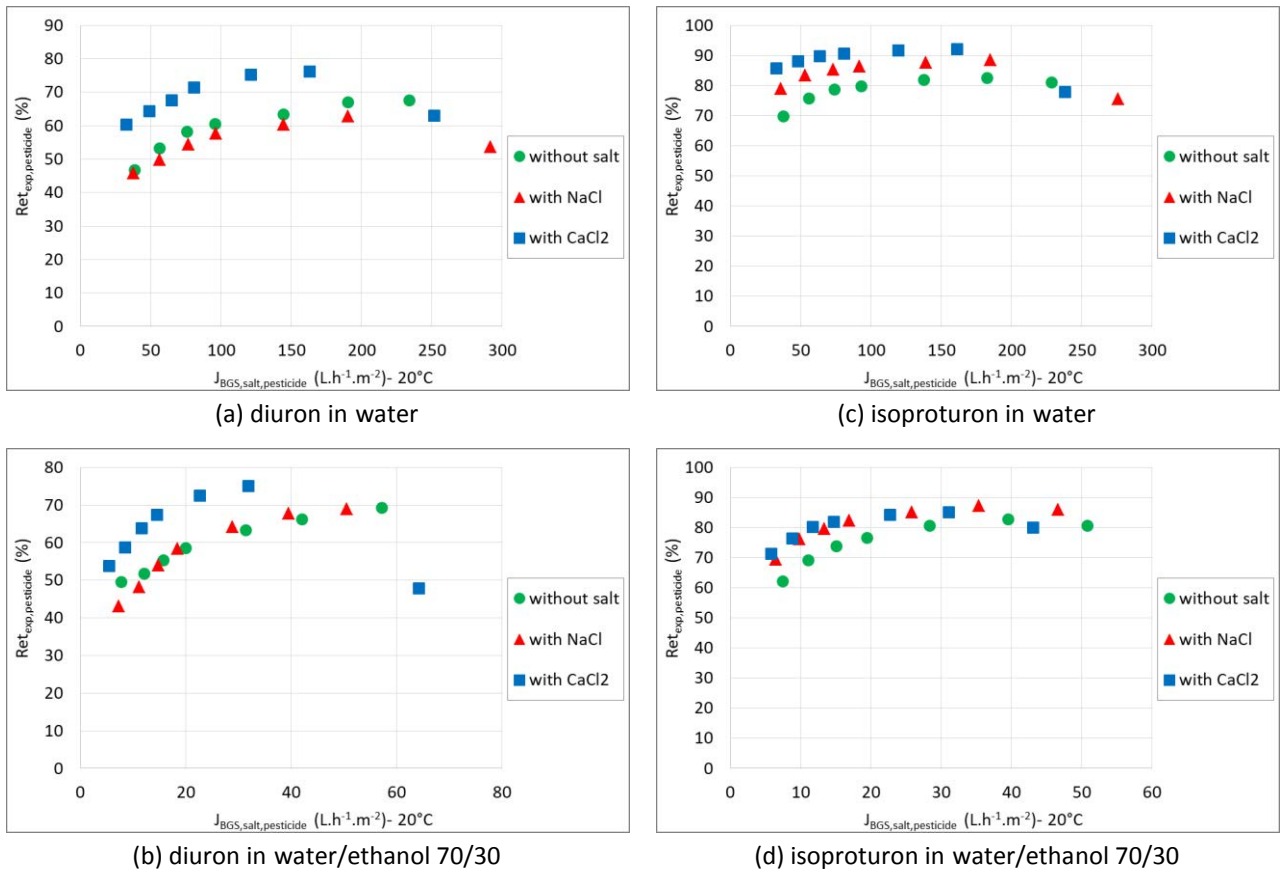 90
80
70
60
50
40
30
20
10
0
Ret_exp,pesticide (%)
0 50 100 150 200 250 300
J_BGS,salt,pesticide (L.h⁻¹.m⁻²)- 20°C
without salt
with NaCl
with CaCl2
(a) diuron in water
100
90
80
70
60
50
40
30
20
10
0
Ret_exp,pesticide (%)
0 50 100 150 200 250 300
J_BGS,salt,pesticide (L.h⁻¹.m⁻²)- 20°C
without salt
with NaCl
with CaCl2
(c) isoproturon in water
80
70
60
50
40
30
20
10
0
Ret_exp,pesticide (%)
0 20 40 60 80
J_BGS,salt,pesticide (L.h⁻¹.m⁻²)- 20°C
without salt
with NaCl
with CaCl2
(b) diuron in water/ethanol 70/30
100
90
80
70
60
50
40
30
20
10
0
Ret_exp,pesticide (%)
0 10 20 30 40 50 60
J_BGS,salt,pesticide (L.h⁻¹.m⁻²)- 20°C
without salt
with NaCl
with CaCl2
(d) isoproturon in water/ethanol 70/30